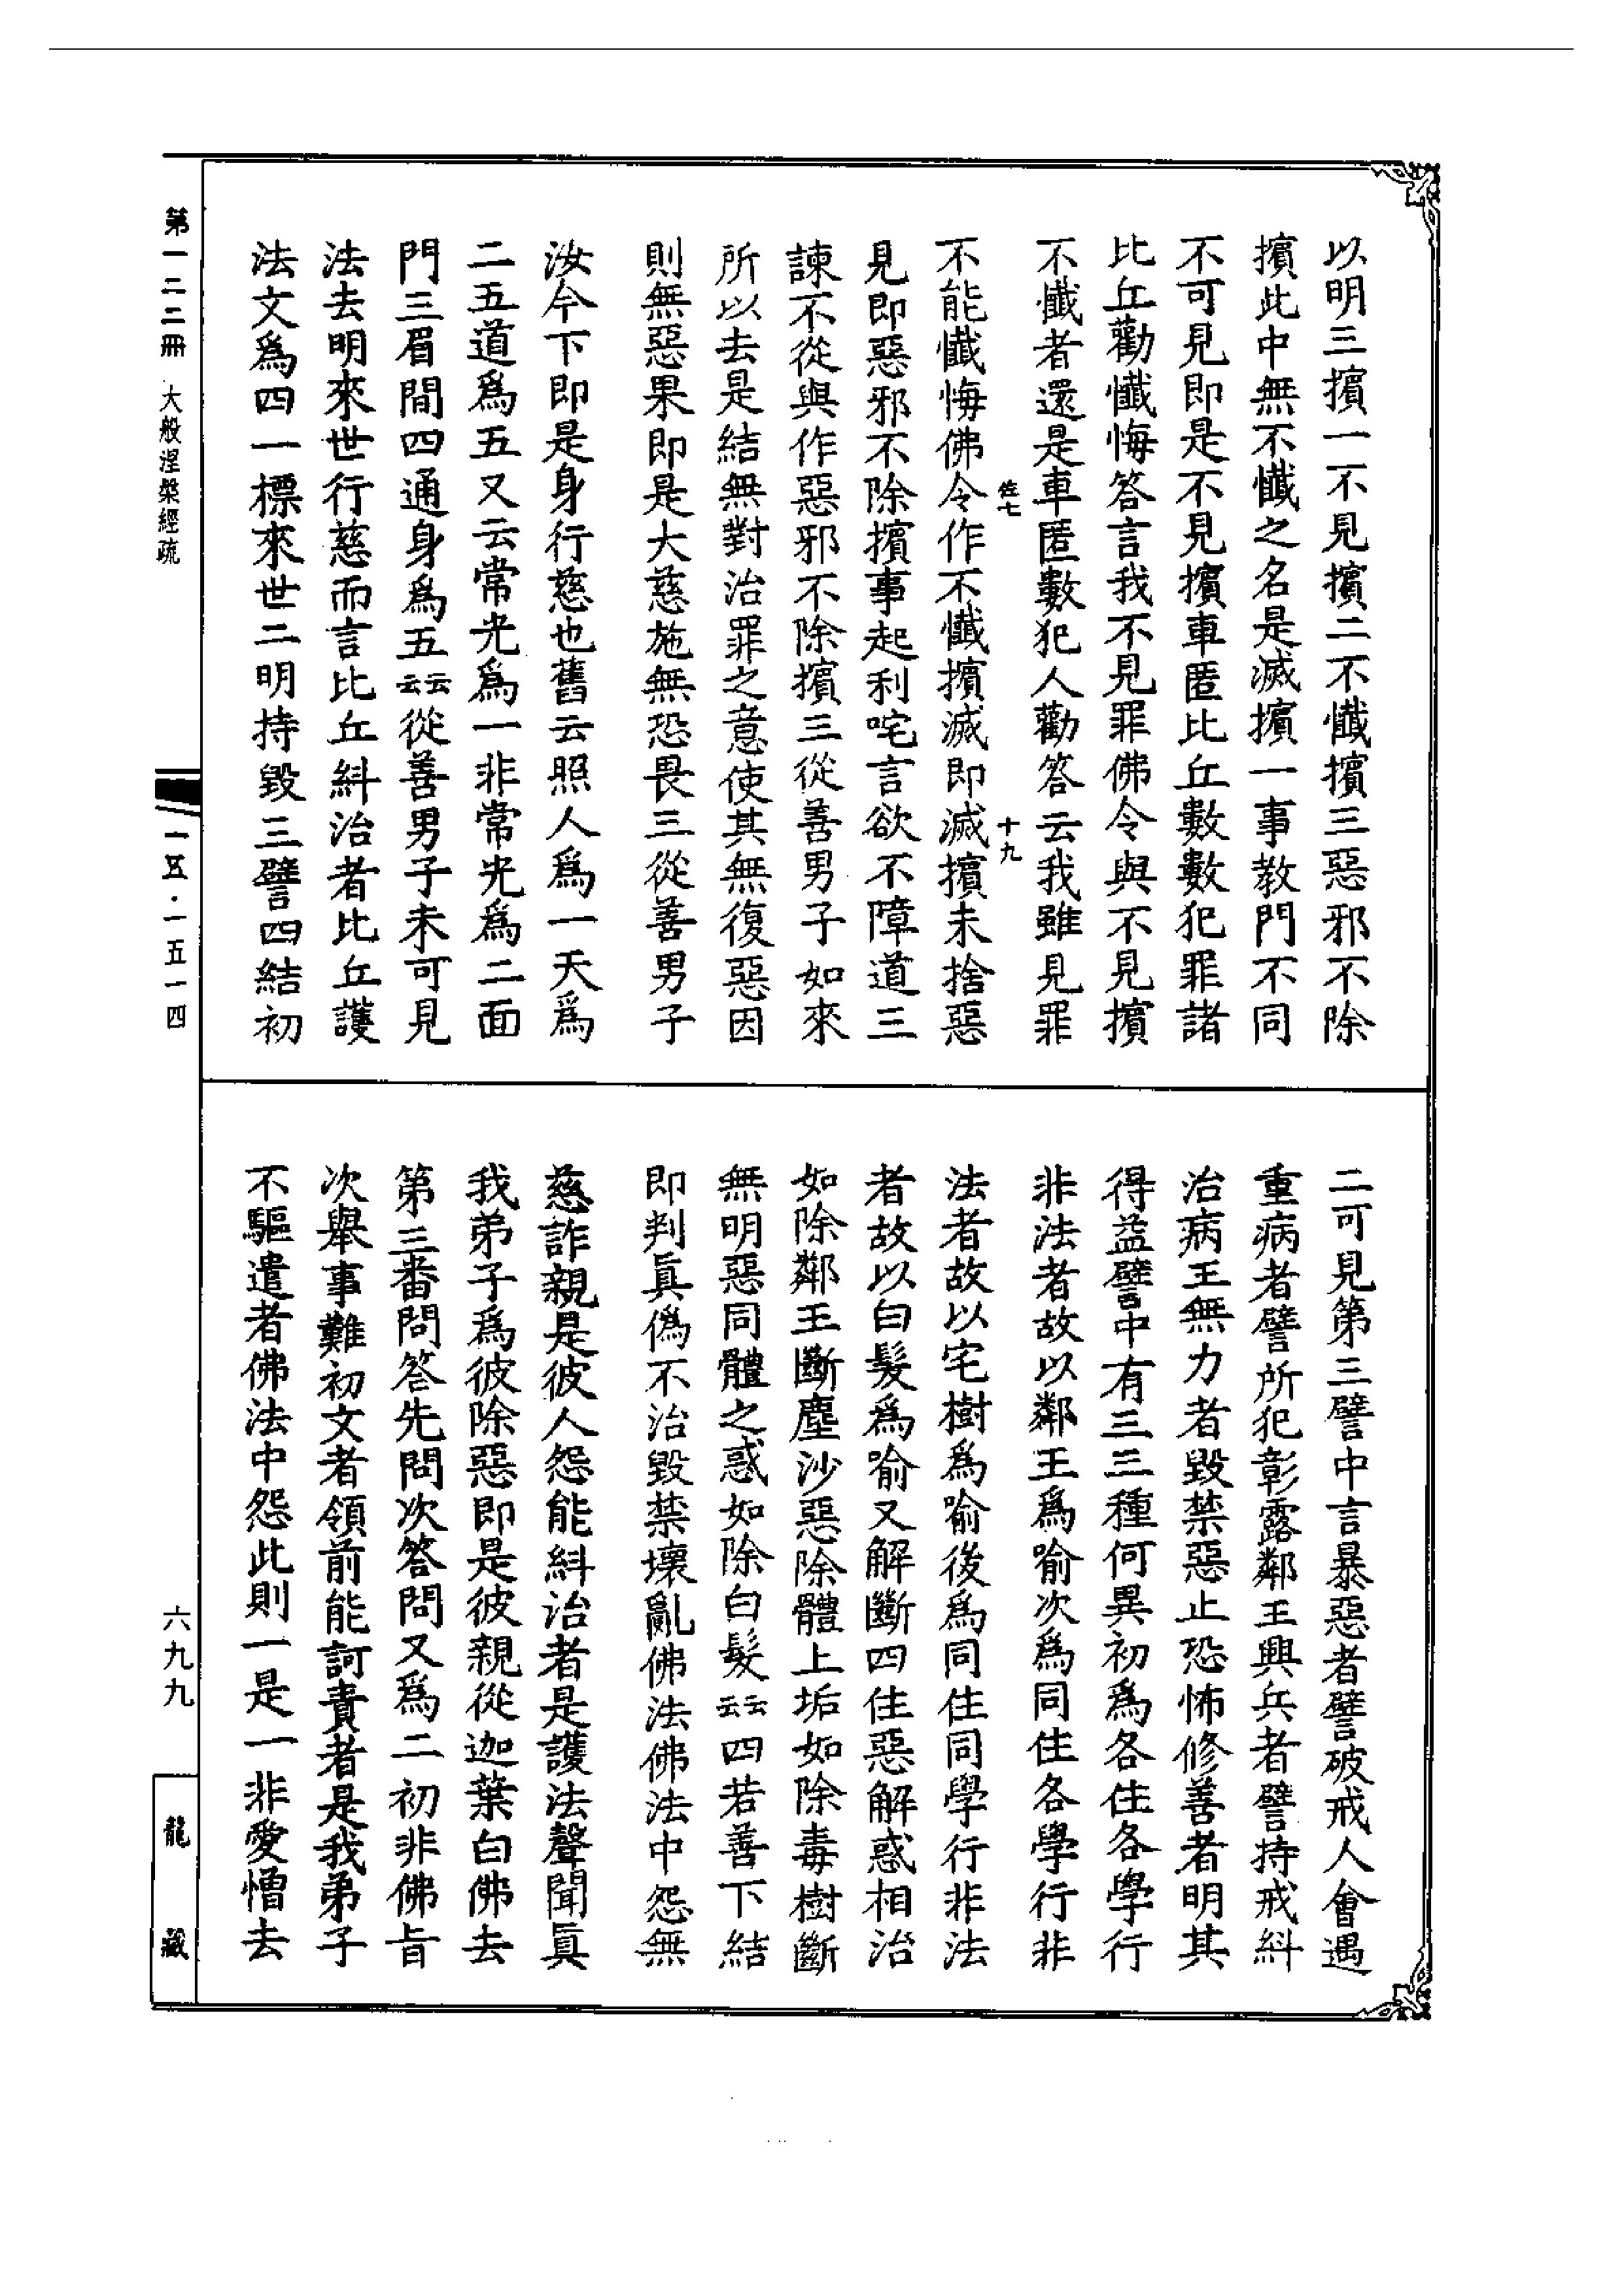 以明三擯一不見擯二不懺擯三惡邪不除
擯此中無不懺之名是滅擯一事教門不同
不可見即是不見擯車匿比丘數數犯罪諸
比丘勸懺悔答言我不見罪佛令與不見擯
不懺者還是車匿數犯人勸答云我雖見罪
佐七 十九
不能懺悔佛令作不懺擯滅即滅擯未捨惡
見即惡邪不除擯事起利咤言欲不障道三
諫不從與作惡邪不除擯三從善男子如來
所以去是結無對治罪之意使其無復惡因
則無惡果即是大慈施無恐畏三從善男子
汝今下即是身行慈也舊云照人爲一天爲
二五道爲五又云常光爲一非常光爲二面
門三眉間四通身爲五云云從善男子未可見
法去明來世行慈而言比丘糾治者比丘護
法文爲四一標來世二明持毀三譬四結初
二可見第三譬中言暴惡者譬破戒人會遇
重病者譬所犯彰露鄰王興兵者譬持戒糾
治病王無力者毀禁惡止恐怖修善者明其
得益譬中有三三種何異初爲各住各學行
非法者故以鄰王爲喻次爲同住各學行非
法者故以宅樹爲喻後爲同住同學行非法
者故以白髮爲喻又解斷四住惡解惑相治
如除鄰王斷塵沙惡除體上垢如除毒樹斷
無明惡同體之惑如除白髮云云四若善下結
即判眞僞不治毀禁壞亂佛法佛法中怨無
慈詐親是彼人怨能糾治者是護法聲聞眞
我弟子爲彼除惡即是彼親從迦葉白佛去
第三番問答先問次答問又爲二初非佛旨
次舉事難初文者領前能訶責者是我弟子
不驅遣者佛法中怨此則一是一非愛憎去
第一二二冊 大般涅槃經疏
一五·一五一四
六九九
龍藏